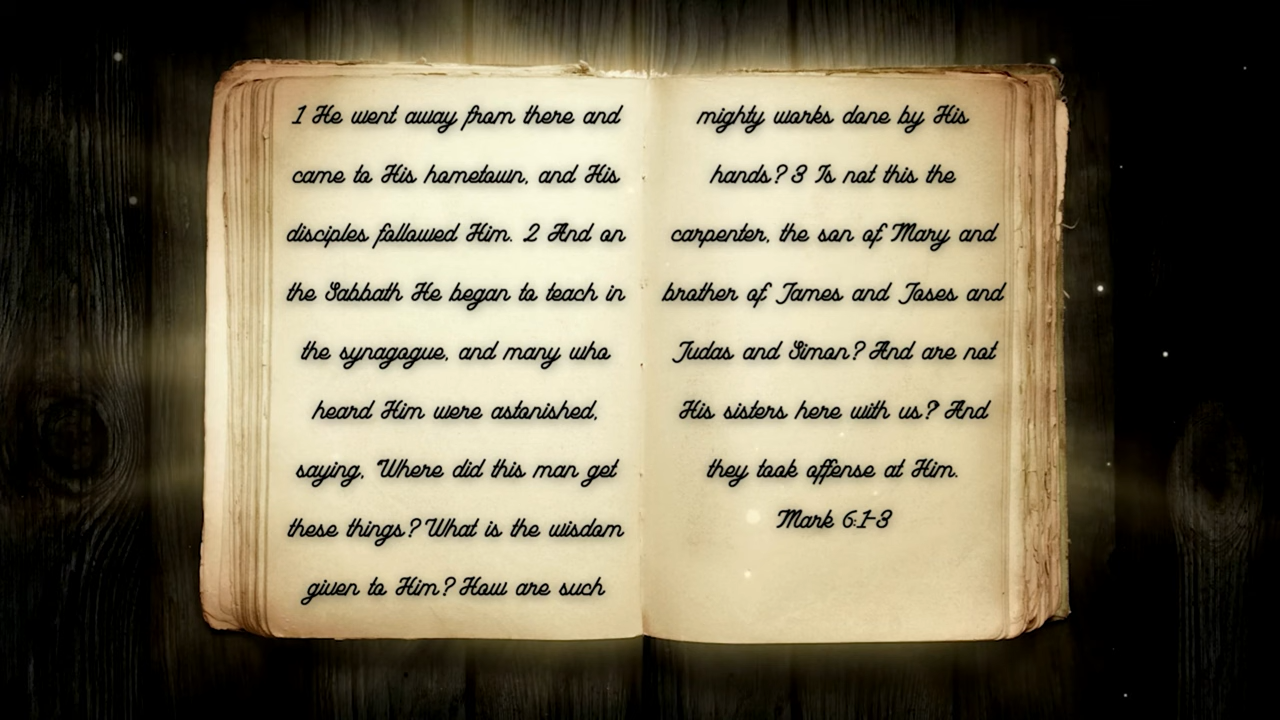 1 He went away from there and
came to His hometown, and His
disciples followed Him. 2 And on
the Sabbath He began to teach in
the synagogue, and many who
heard Him were astonished,
saying, "Where did this man get
these things? What is the wisdom
given to Him? How are such
mighty works done by His
hands? 3 Is not this the
carpenter, the son of Mary and
brother of James and Joses and
Judas and Simon? And are not
His sisters here with us? And
they took offense at Him.
Mark 6:1-3